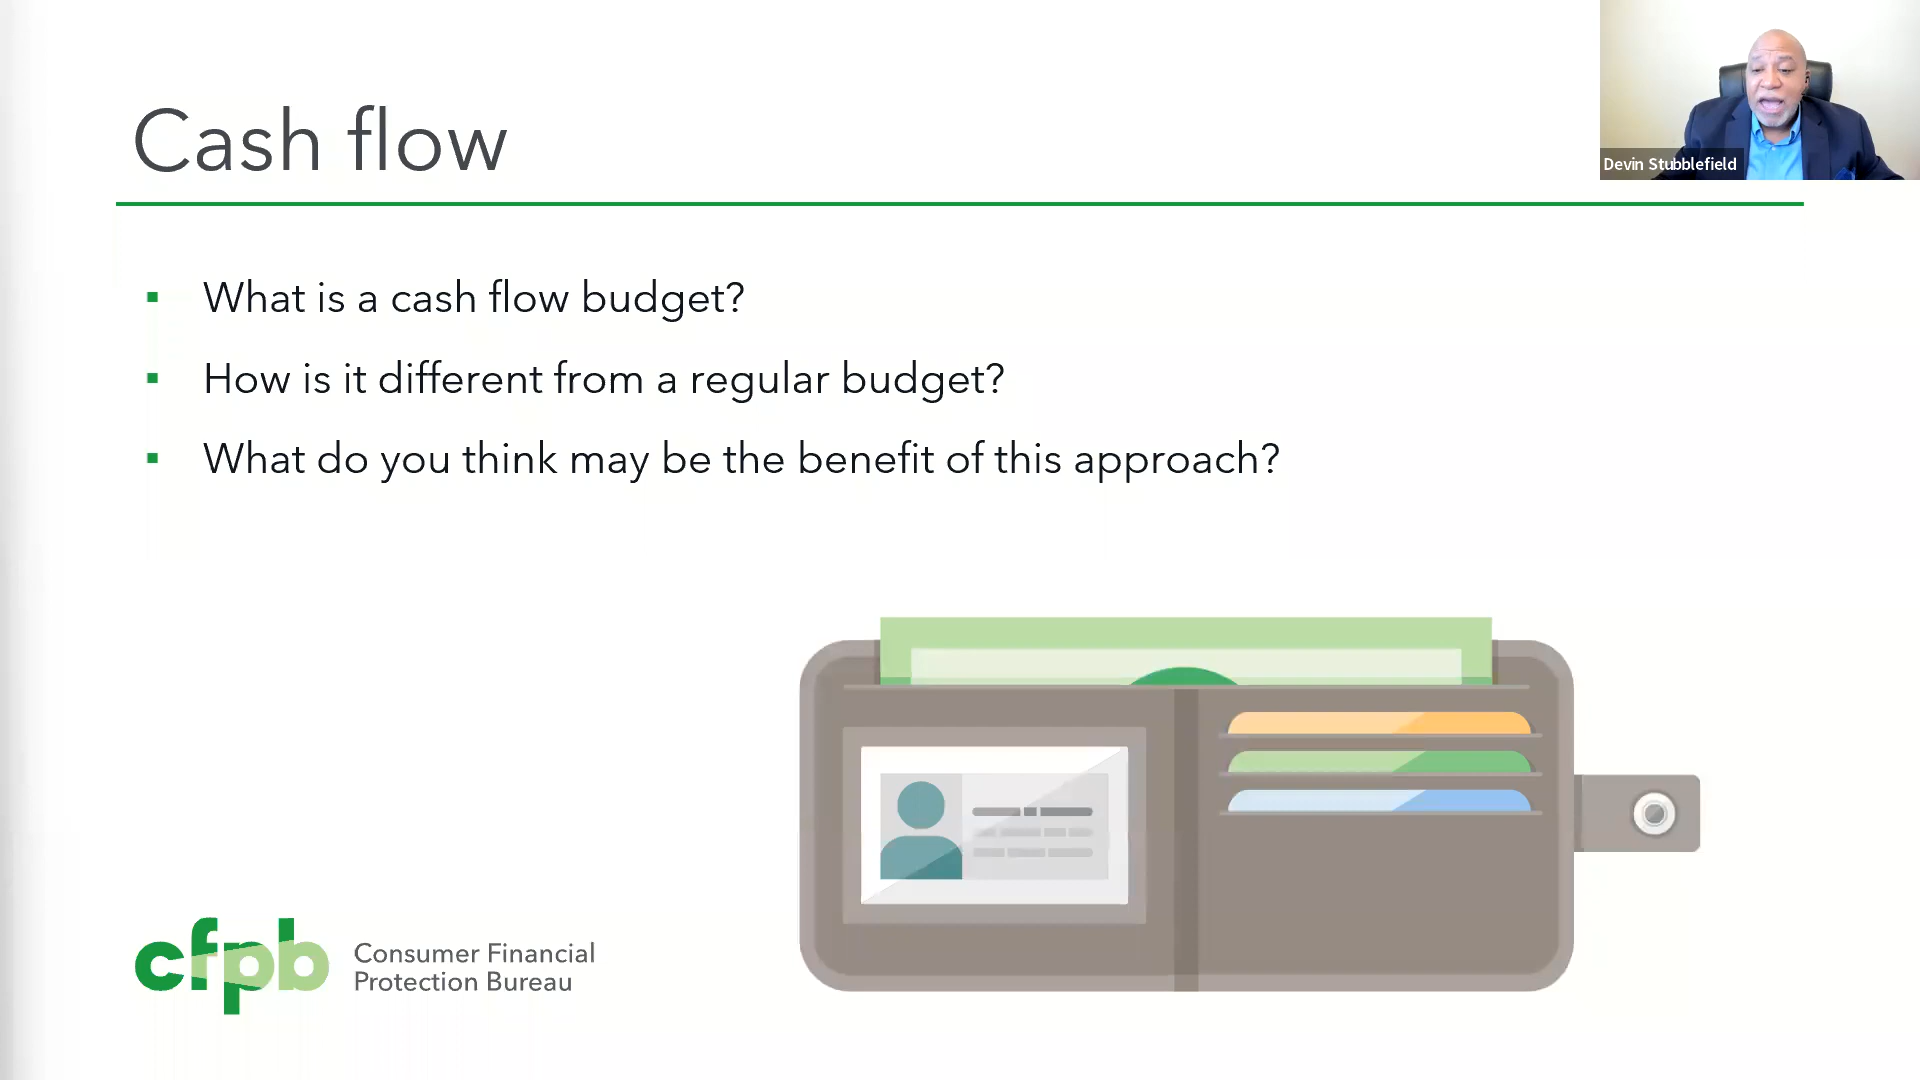 Cash flow
Devin Stubblefield
▪ What is a cash flow budget?
▪ How is it different from a regular budget?
▪ What do you think may be the benefit of this approach?
cfpb
Consumer Financial
Protection Bureau